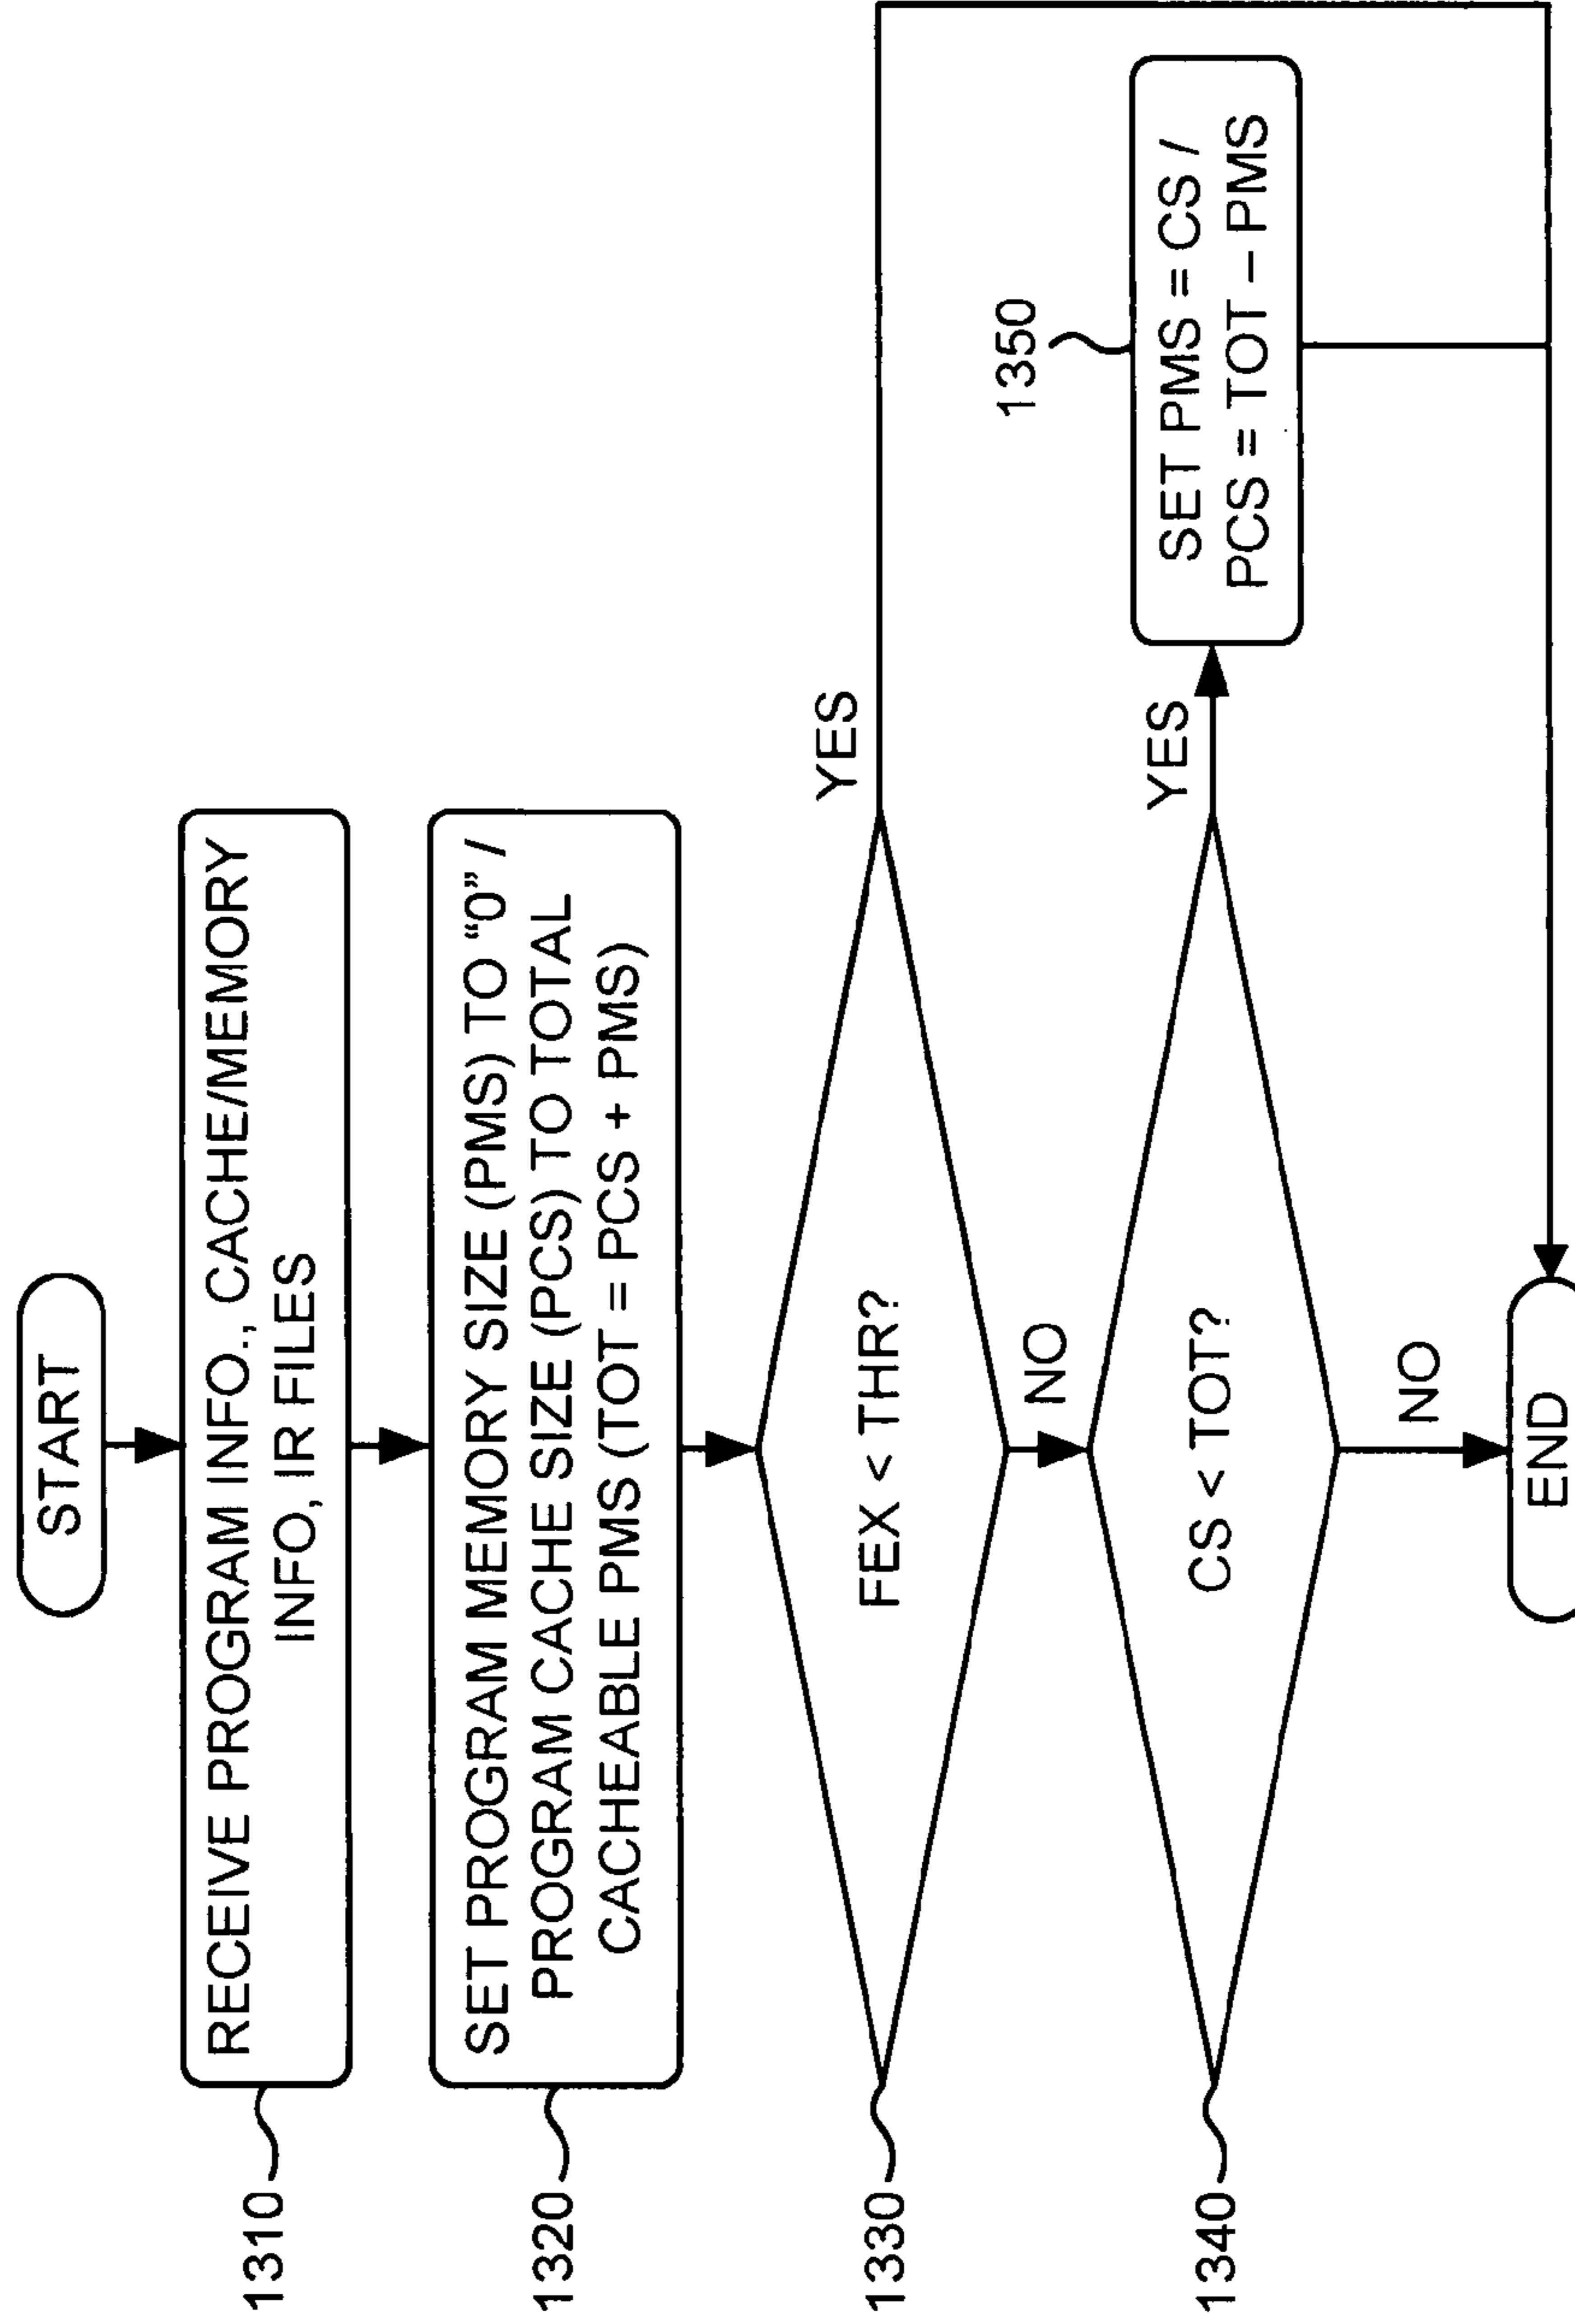 START
1310
RECEIVE PROGRAM INFO., CACHE/MEMORY
INFO, IR FILES
1320
SET PROGRAM MEMORY SIZE (PMS) TO “0” /
PROGRAM CACHE SIZE (PCS) TO TOTAL
CACHEABLE PMS (TOT = PCS + PMS)
1330
FEX < THR?
YES
NO
1340
CS < TOT?
YES
1350
SET PMS = CS /
PCS = TOT – PMS
NO
END